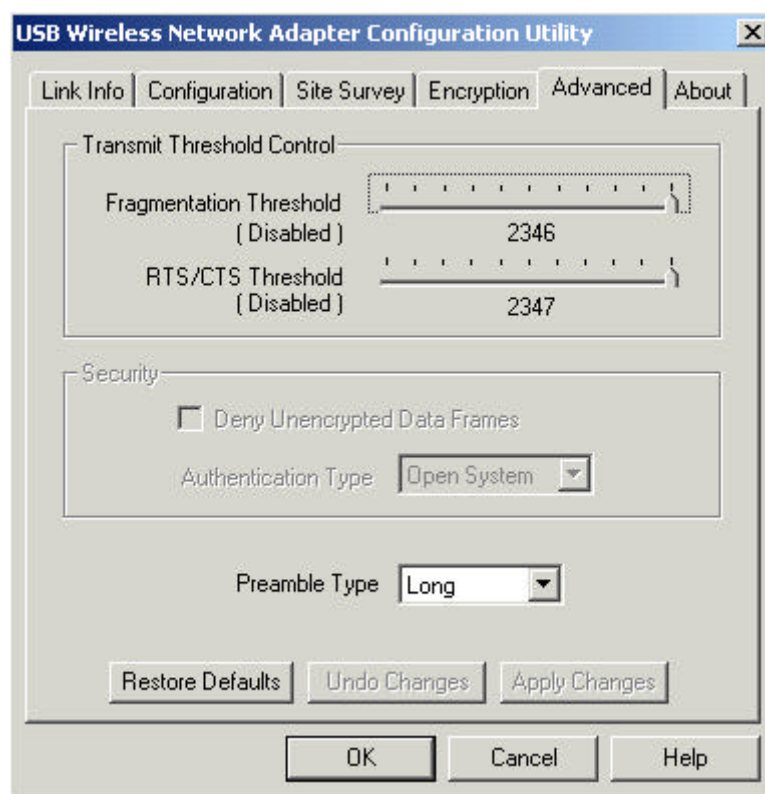 USB Wireless Network Adapter Configuration Utility
Link Info Configuration Site Survey Encryption Advanced About
Transmit Threshold Control
Fragmentation Threshold
( Disabled ) 2346
RTS/CTS Threshold
( Disabled ) 2347
Security
Deny Unencrypted Data Frames
Authentication Type Open System
Preamble Type Long
Restore Defaults Undo Changes Apply Changes
OK Cancel Help